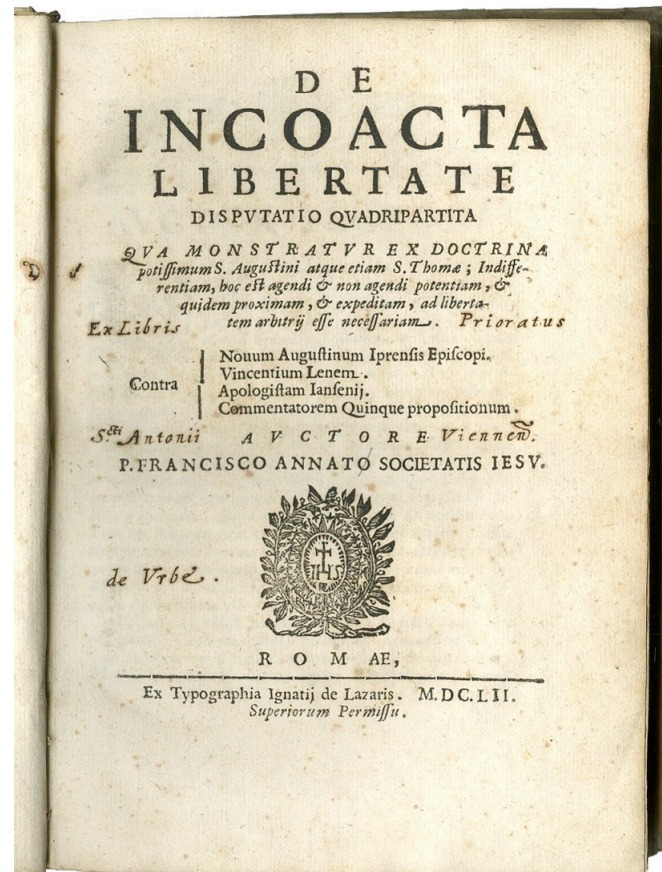 DE
INCOACTA
LIBERTATE
DISPVTATIO QVADRIPARTITA
QVA MONSTRATVR EX DOCTRINA
potissimum S. Augustini atque etiam S. Thomæ ; Indiffe-
rentiam, hoc est agendi & non agendi potentiam, &
quidem proximam, & expeditam, ad liberta-
tem arbitrij esse necessariam.
Ex Libris Prioratus
Contra
Nouum Augustinum Iprensis Episcopi.
Vincentium Lenem.
Apologistam Iansenij.
Commentatorem Quinque propositionum.
S.cti Antonii AVCTORE Viennen̄.
P. FRANCISCO ANNATO SOCIETATIS IESV.
IHS
de Vrbe.
ROMAE,
Ex Typographia Ignatij de Lazaris. M.DC.LII.
Superiorum Permissu.